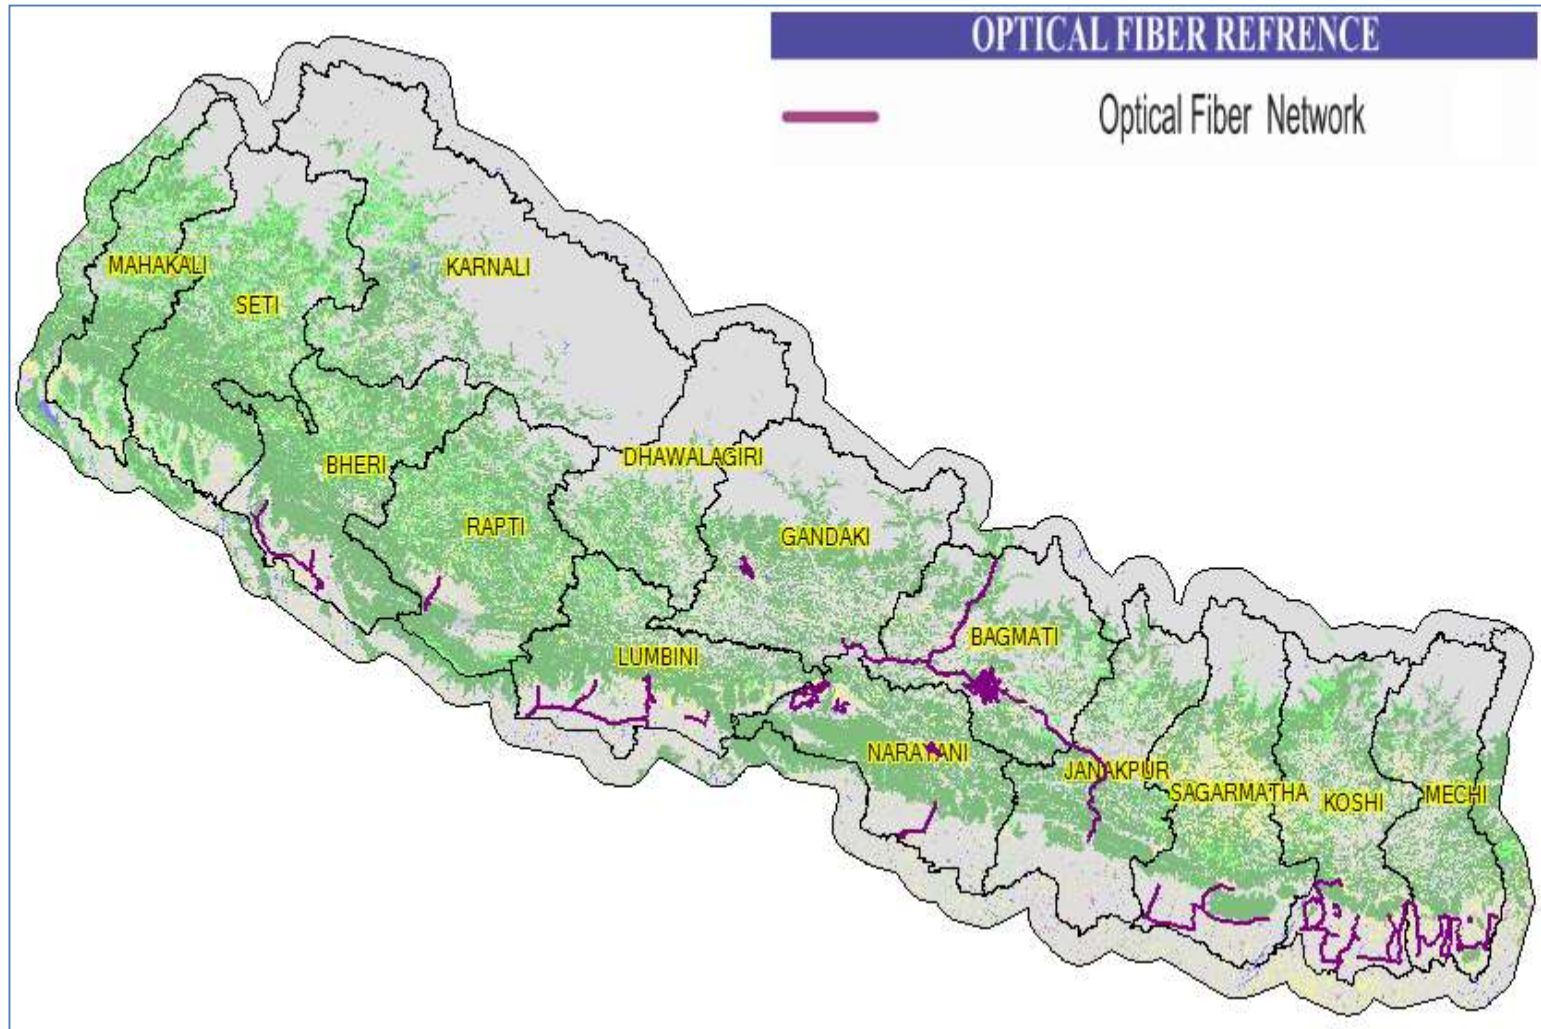 OPTICAL FIBER REFRENCE
Optical Fiber Network
MAHAKALI
KARNALI
SETI
DHAWALAGIRI
BHERI
RAPTI
GANDAKI
BAGMATI
LUMBINI
NARAYANI
JANAKPUR
SAGARMATHA
KOSHI
MECHI